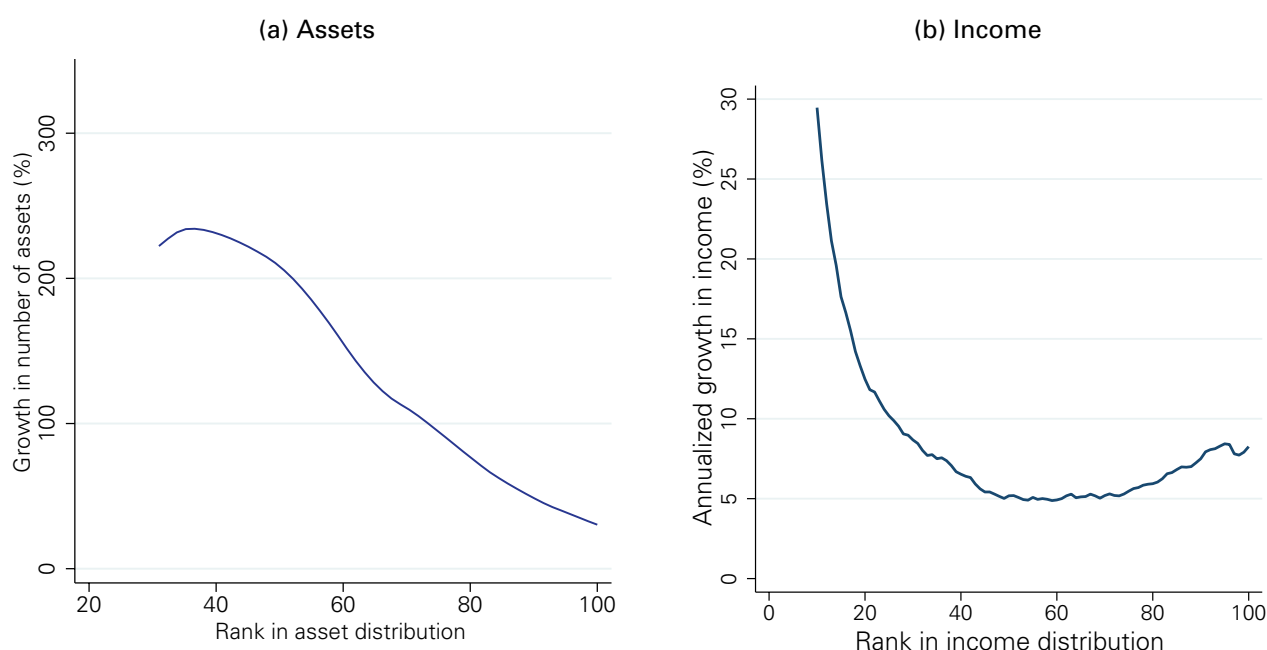 (a) Assets
Growth in number of assets (%)
300
200
100
0
20 40 60 80 100
Rank in asset distribution
(b) Income
Annualized growth in income (%)
30
25
20
15
10
5
0
0 20 40 60 80 100
Rank in income distribution